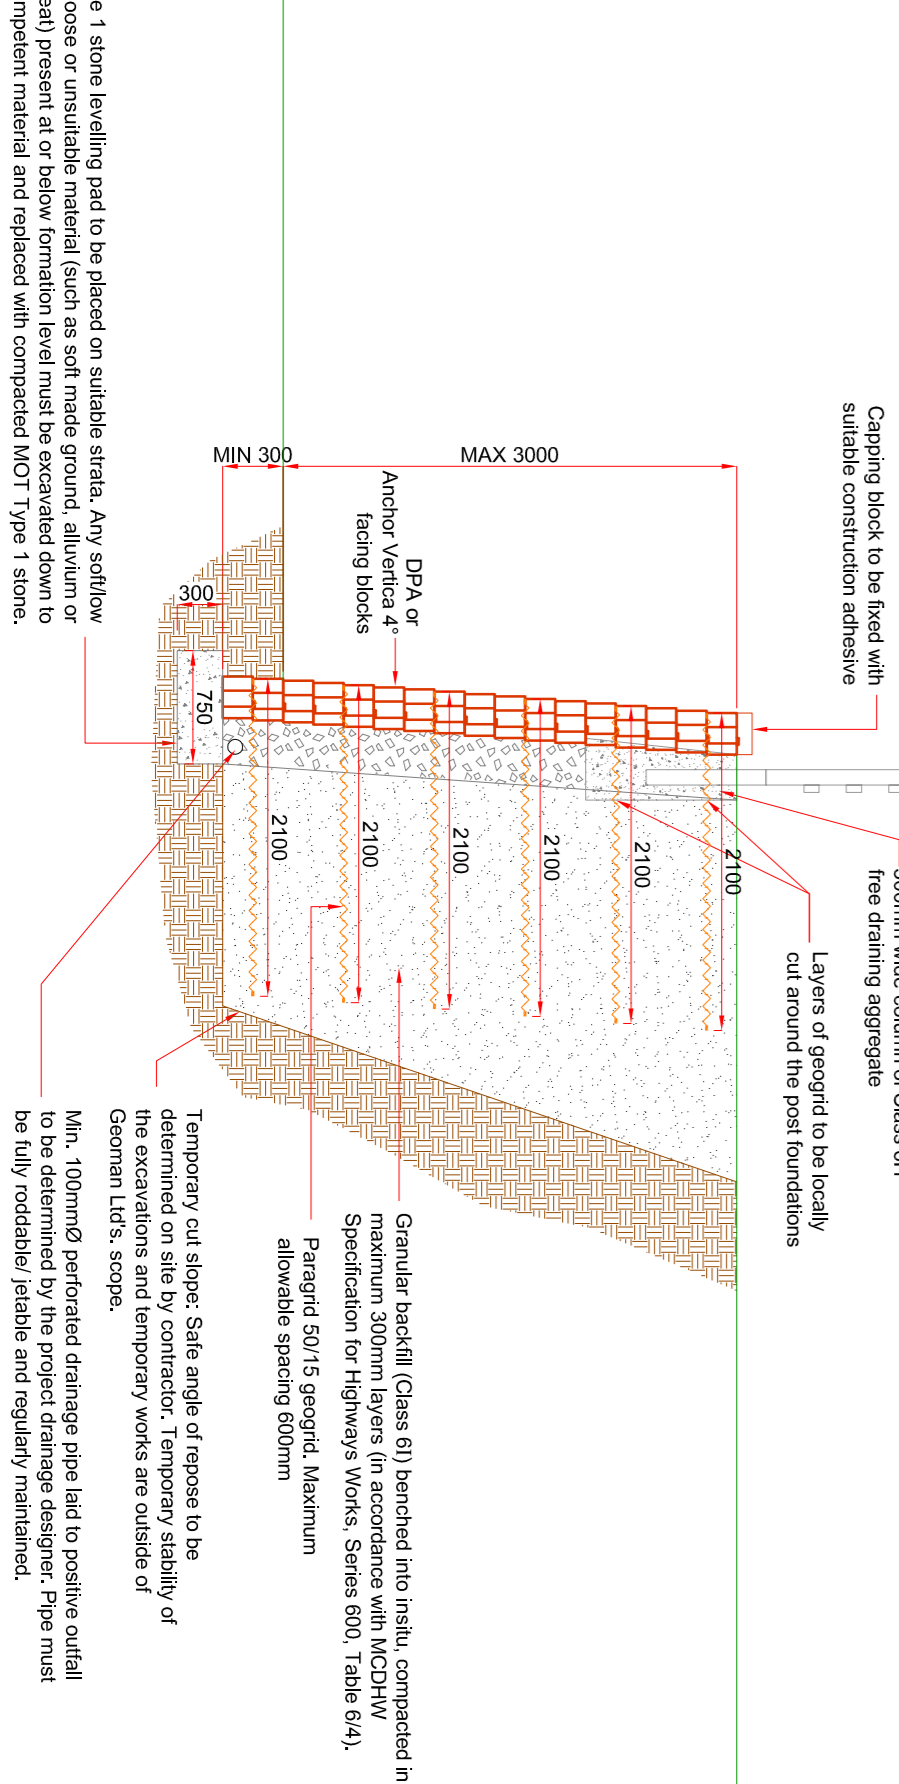 Capping block to be fixed with
suitable construction adhesive
free draining aggregate
Layers of geogrid to be locally
cut around the post foundations
MAX 3000
MIN 300
DPA or
Anchor Vertica 4°
facing blocks
300
750
2100
2100
2100
2100
2100
2100
Granular backfill (Class 6I) benched into insitu, compacted in
maximum 300mm layers (in accordance with MCDHW
Specification for Highways Works, Series 600, Table 6/4).
Paragrid 50/15 geogrid. Maximum
allowable spacing 600mm
Temporary cut slope: Safe angle of repose to be
determined on site by contractor. Temporary stability of
the excavations and temporary works are outside of
Geoman Ltd's. scope.
Min. 100mmØ perforated drainage pipe laid to positive outfall
to be determined by the project drainage designer. Pipe must
be fully roddable/ jetable and regularly maintained.
e 1 stone levelling pad to be placed on suitable strata. Any soft/low
oose or unsuitable material (such as soft made ground, alluvium or
eat) present at or below formation level must be excavated down to
mpetent material and replaced with compacted MOT Type 1 stone.